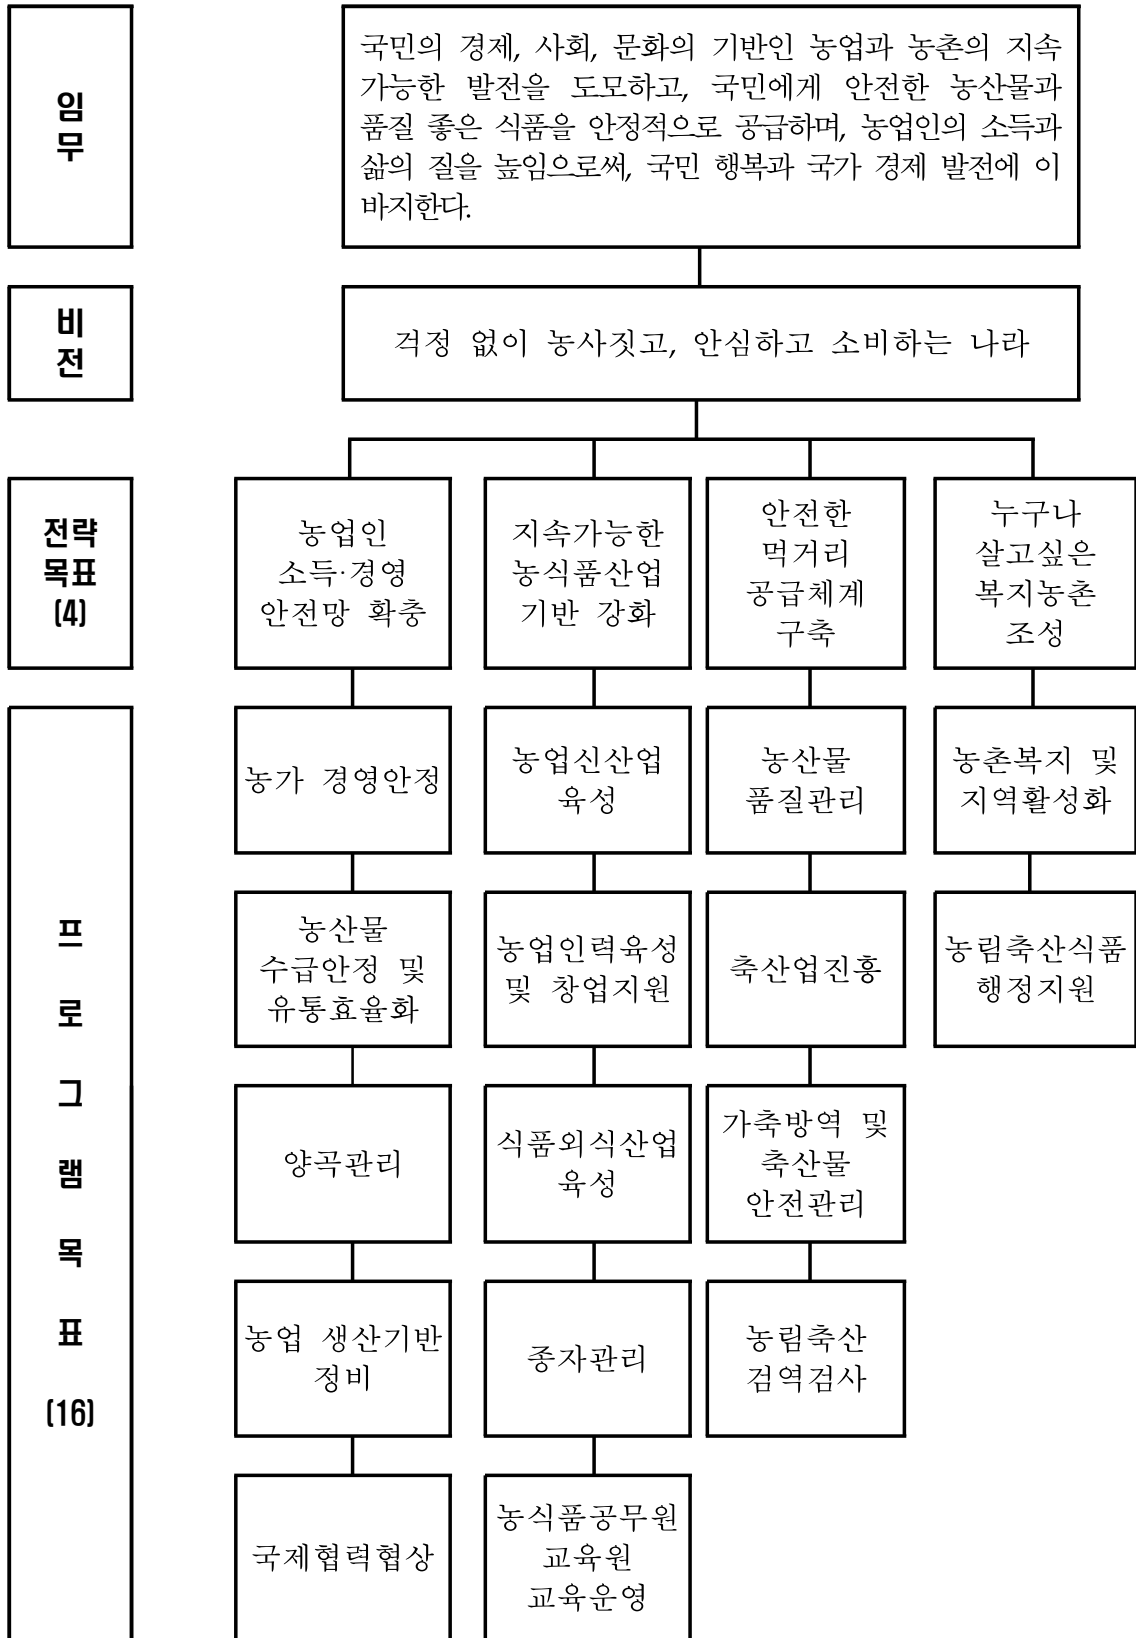 임
무
국민의 경제, 사회, 문화의 기반인 농업과 농촌의 지속
가능한 발전을 도모하고, 국민에게 안전한 농산물과
품질 좋은 식품을 안정적으로 공급하며, 농업인의 소득과
삶의 질을 높임으로써, 국민 행복과 국가 경제 발전에 이
바지한다.
비
전
걱정 없이 농사짓고, 안심하고 소비하는 나라
전략
목표
(4)
농업인
소득·경영
안전망 확충
지속가능한
농식품산업
기반 강화
안전한
먹거리
공급체계
구축
누구나
살고싶은
복지농촌
조성
프
로
그
램
목
표
(16)
농가 경영안정
농업신산업
육성
농산물
품질관리
농촌복지 및
지역활성화
농산물
수급안정 및
유통효율화
농업인력육성
및 창업지원
축산업진흥
농림축산식품
행정지원
양곡관리
식품외식산업
육성
가축방역 및
축산물
안전관리
농업 생산기반
정비
종자관리
농림축산
검역검사
국제협력협상
농식품공무원
교육원
교육운영